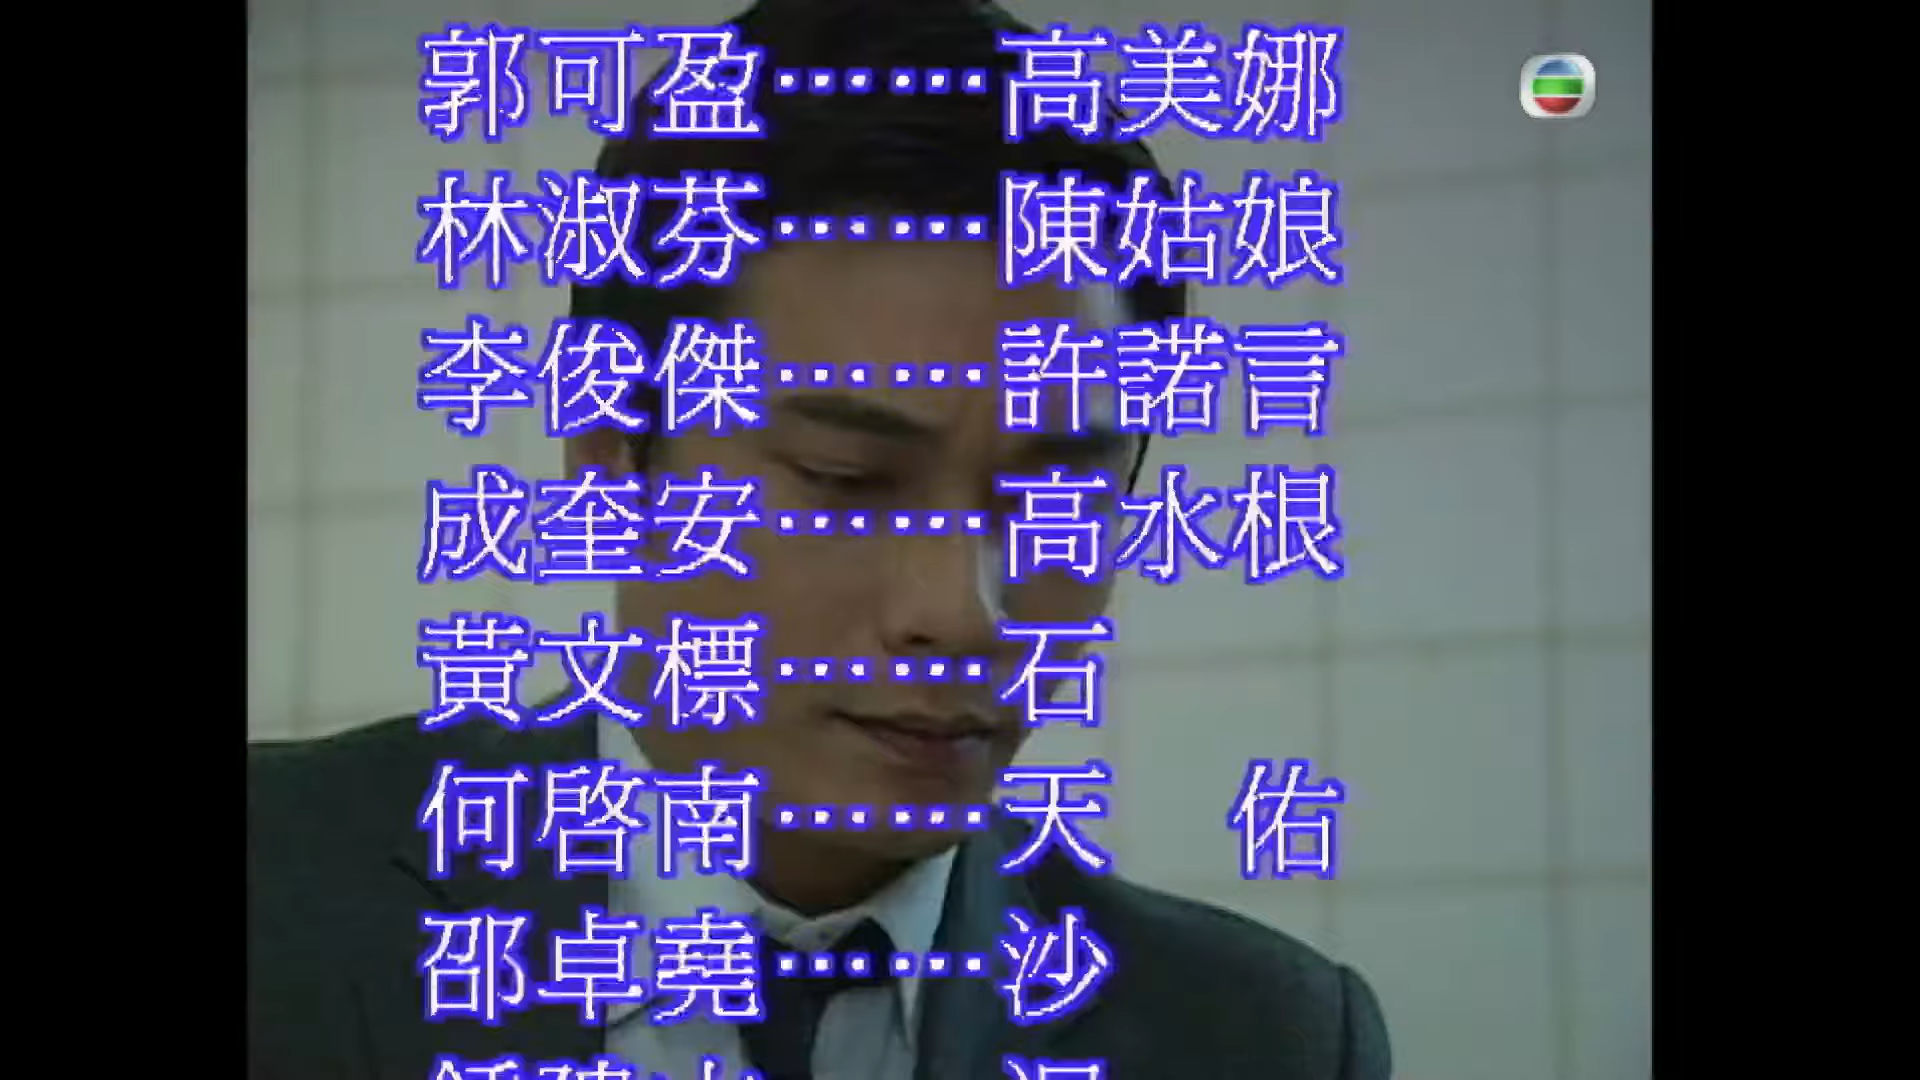 郭可盈⋯⋯高美娜
林淑芬⋯⋯陳姑娘
李俊傑⋯⋯許諾言
成奎安⋯⋯高水根
黃文標⋯⋯石
何啓南⋯⋯天　佑
邵卓堯⋯⋯沙